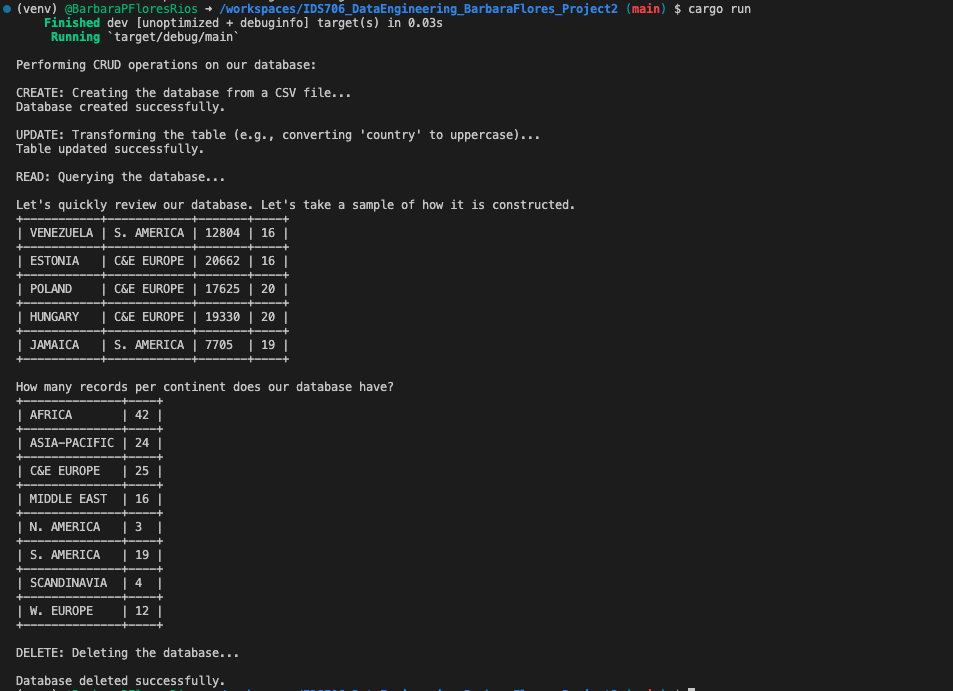 (venv) @BarbaraPFloresRios ➜ /workspaces/IDS706_DataEngineering_BarbaraFlores_Project2 (main) $ cargo run
Finished dev [unoptimized + debuginfo] target(s) in 0.03s
Running `target/debug/main`
Performing CRUD operations on our database:
CREATE: Creating the database from a CSV file...
Database created successfully.
UPDATE: Transforming the table (e.g., converting 'country' to uppercase)...
Table updated successfully.
READ: Querying the database...
Let's quickly review our database. Let's take a sample of how it is constructed.
+-----------+------------+-------+----+
| VENEZUELA | S. AMERICA | 12804 | 16 |
+-----------+------------+-------+----+
| ESTONIA | C&E EUROPE | 20662 | 16 |
+-----------+------------+-------+----+
| POLAND | C&E EUROPE | 17625 | 20 |
+-----------+------------+-------+----+
| HUNGARY | C&E EUROPE | 19330 | 20 |
+-----------+------------+-------+----+
| JAMAICA | S. AMERICA | 7705 | 19 |
+-----------+------------+-------+----+
How many records per continent does our database have?
+--------------+----+
| AFRICA | 42 |
+--------------+----+
| ASIA-PACIFIC | 24 |
+--------------+----+
| C&E EUROPE | 25 |
+--------------+----+
| MIDDLE EAST | 16 |
+--------------+----+
| N. AMERICA | 3 |
+--------------+----+
| S. AMERICA | 19 |
+--------------+----+
| SCANDINAVIA | 4 |
+--------------+----+
| W. EUROPE | 12 |
+--------------+----+
DELETE: Deleting the database...
Database deleted successfully.